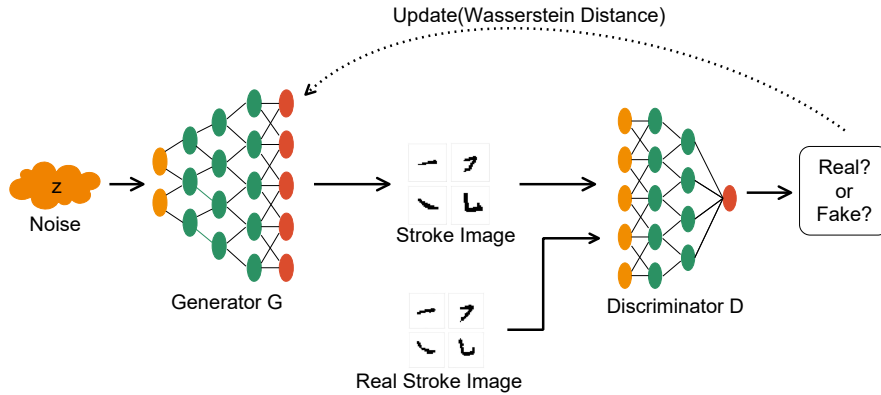 Update(Wasserstein Distance)
z
Noise
Generator G
Stroke Image
Real Stroke Image
Discriminator D
Real?
or
Fake?